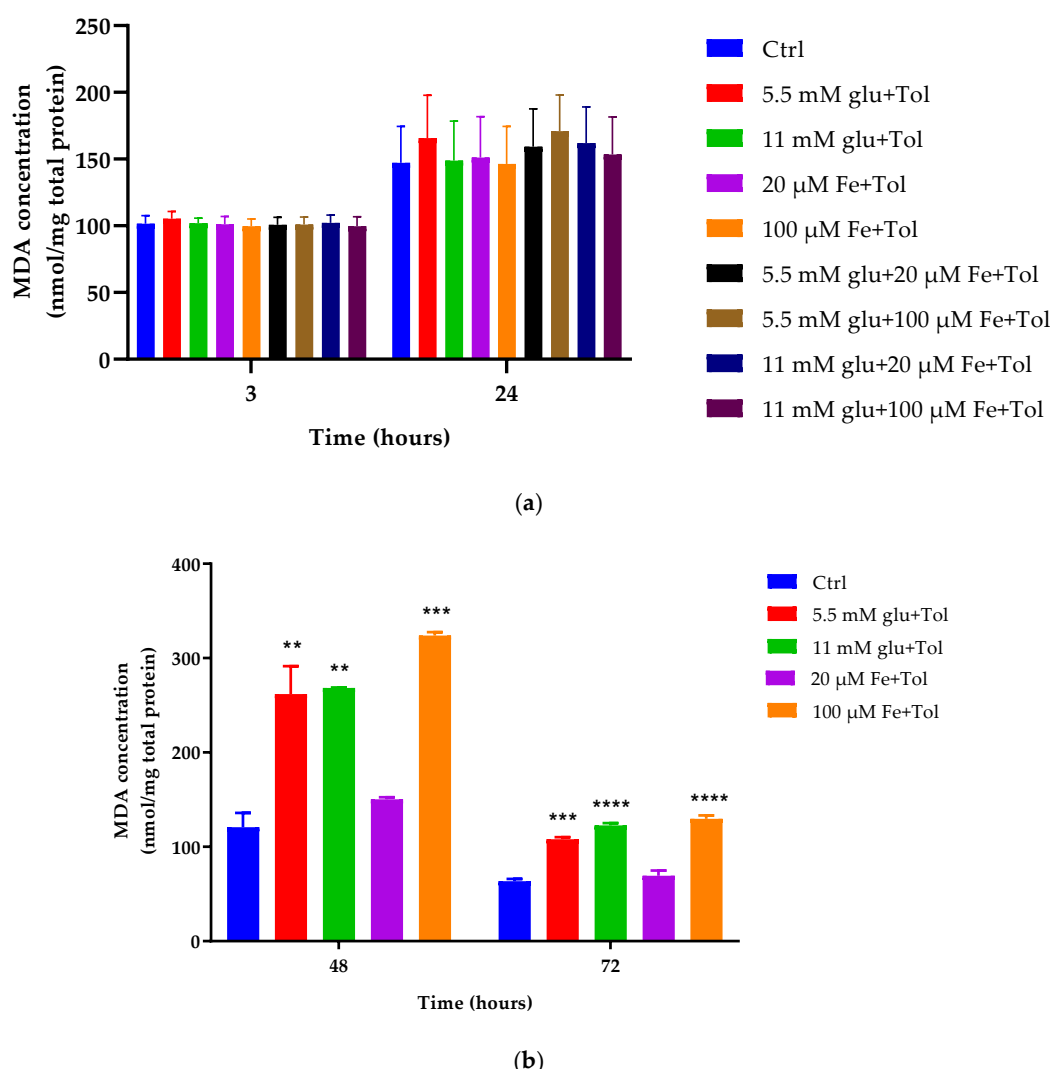 250
200
150
100
50
0
MDA concentration
(nmol/mg total protein)
3
24
Time (hours)
Ctrl
5.5 mM glu+Tol
11 mM glu+Tol
20 µM Fe+Tol
100 µM Fe+Tol
5.5 mM glu+20 µM Fe+Tol
5.5 mM glu+100 µM Fe+Tol
11 mM glu+20 µM Fe+Tol
11 mM glu+100 µM Fe+Tol
(a)
400
300
200
100
0
MDA concentration
(nmol/mg total protein)
**
**
***
***
****
****
48
72
Time (hours)
Ctrl
5.5 mM glu+Tol
11 mM glu+Tol
20 µM Fe+Tol
100 µM Fe+Tol
(b)